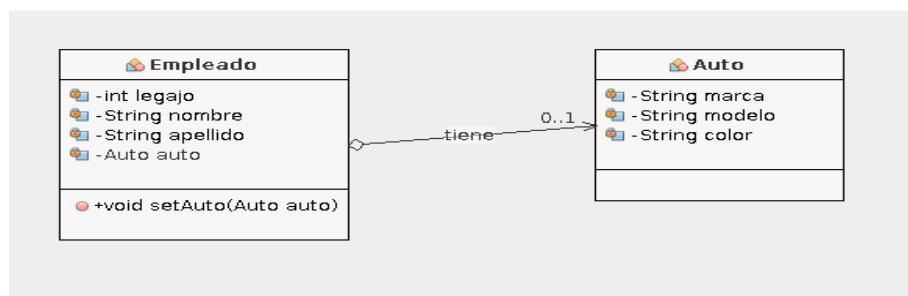 Empleado
-int legajo
-String nombre
-String apellido
-Auto auto
+void setAuto(Auto auto)
tiene
0..1
Auto
-String marca
-String modelo
-String color